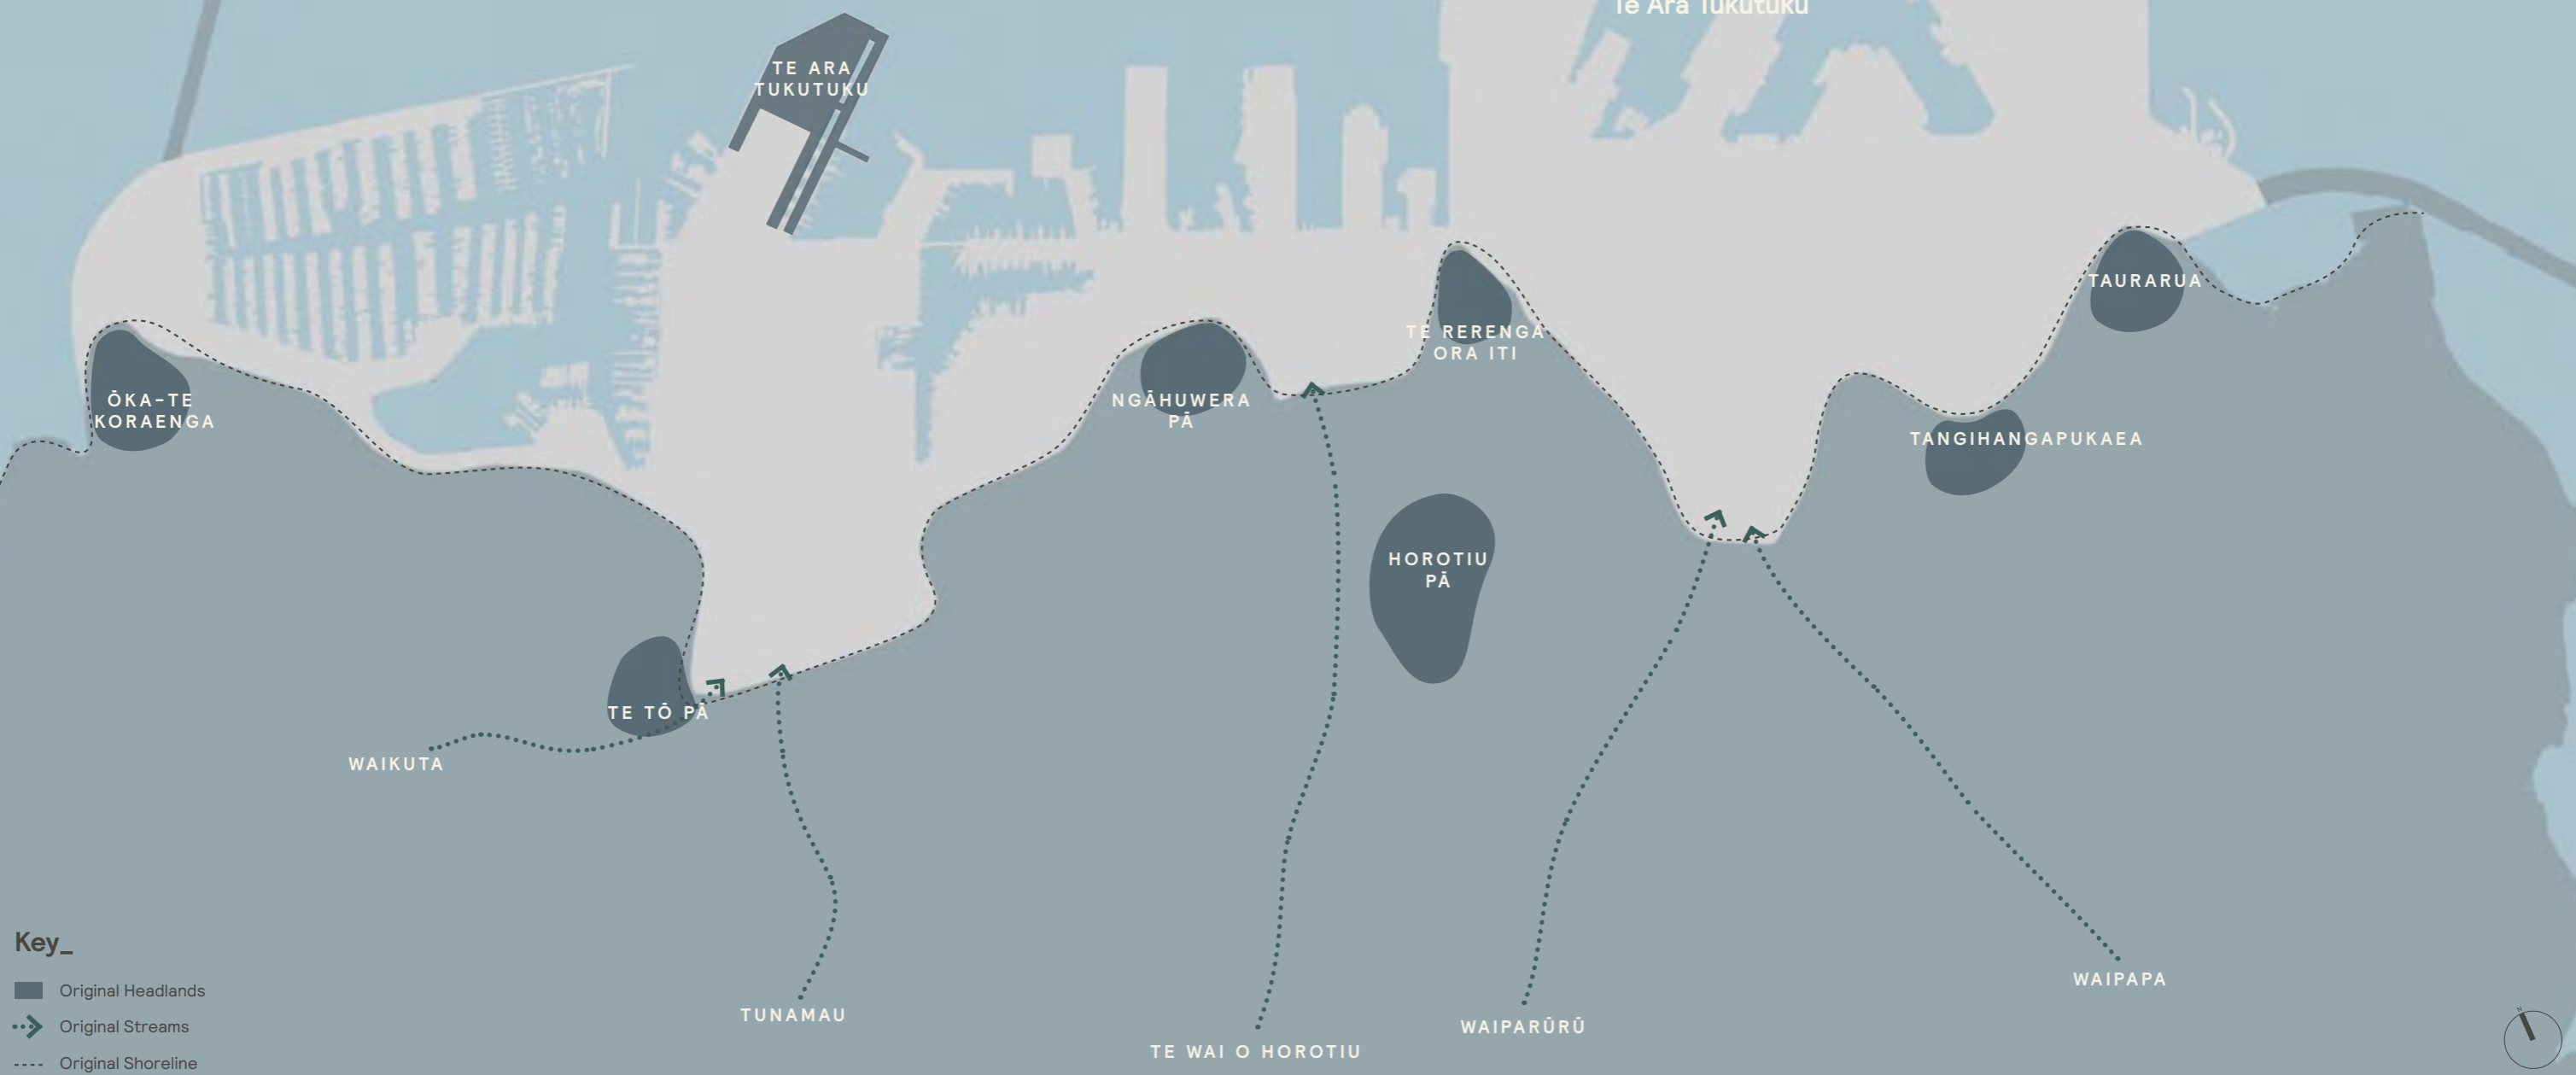 Te Ara Tukutuku
TE ARA
TUKUTUKU
TAURARUA
TE RERENGA
ORA ITI
ŌKA-TE
KORAENGA
NGĀHUWERA
PĀ
TANGIHANGAPUKAEA
HOROTIU
PĀ
TE TŌ PĀ
WAIKUTA
WAIPAPA
TUNAMAU
WAIPARŪRŪ
TE WAI O HOROTIU
Key_
Original Headlands
Original Streams
Original Shoreline
N